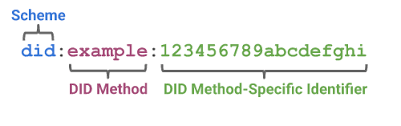 Scheme
did:example:123456789abcdefghi
DID Method DID Method-Specific Identifier